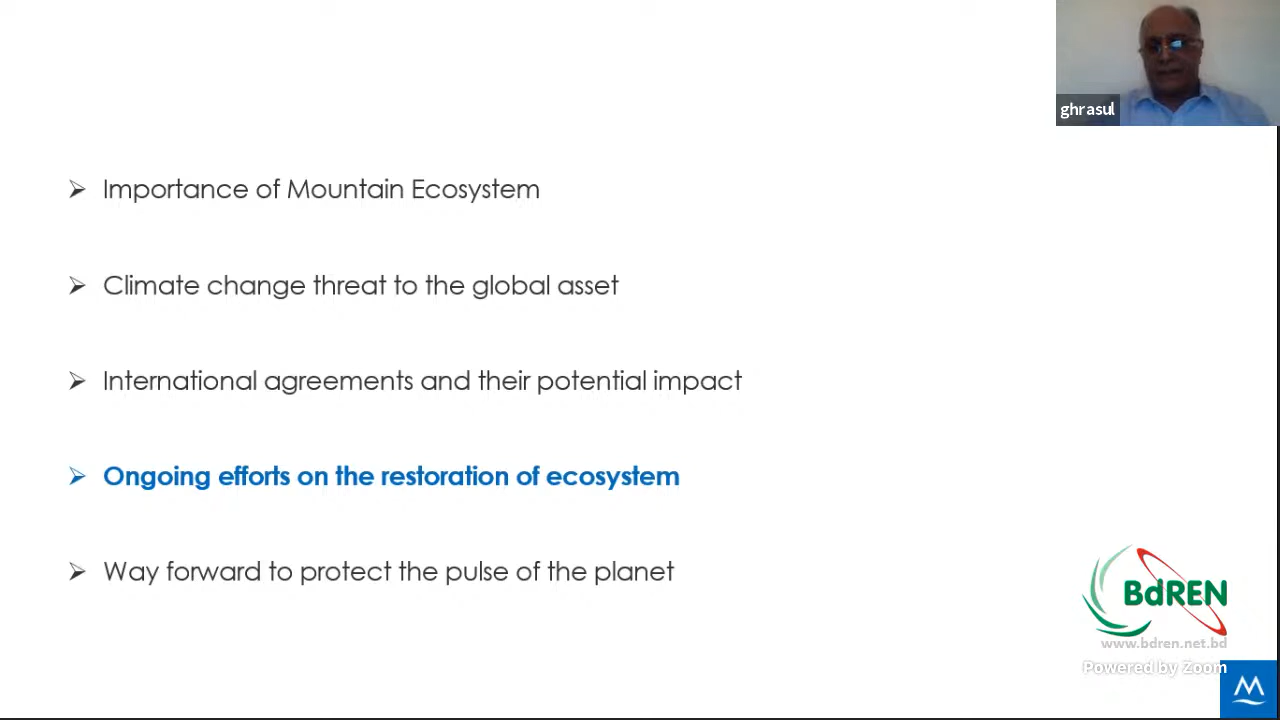 ghrasul
Importance of Mountain Ecosystem
Climate change threat to the global asset
International agreements and their potential impact
Ongoing efforts on the restoration of ecosystem
Way forward to protect the pulse of the planet
BdREN
www.bdren.net.bd
Powered by Zoom